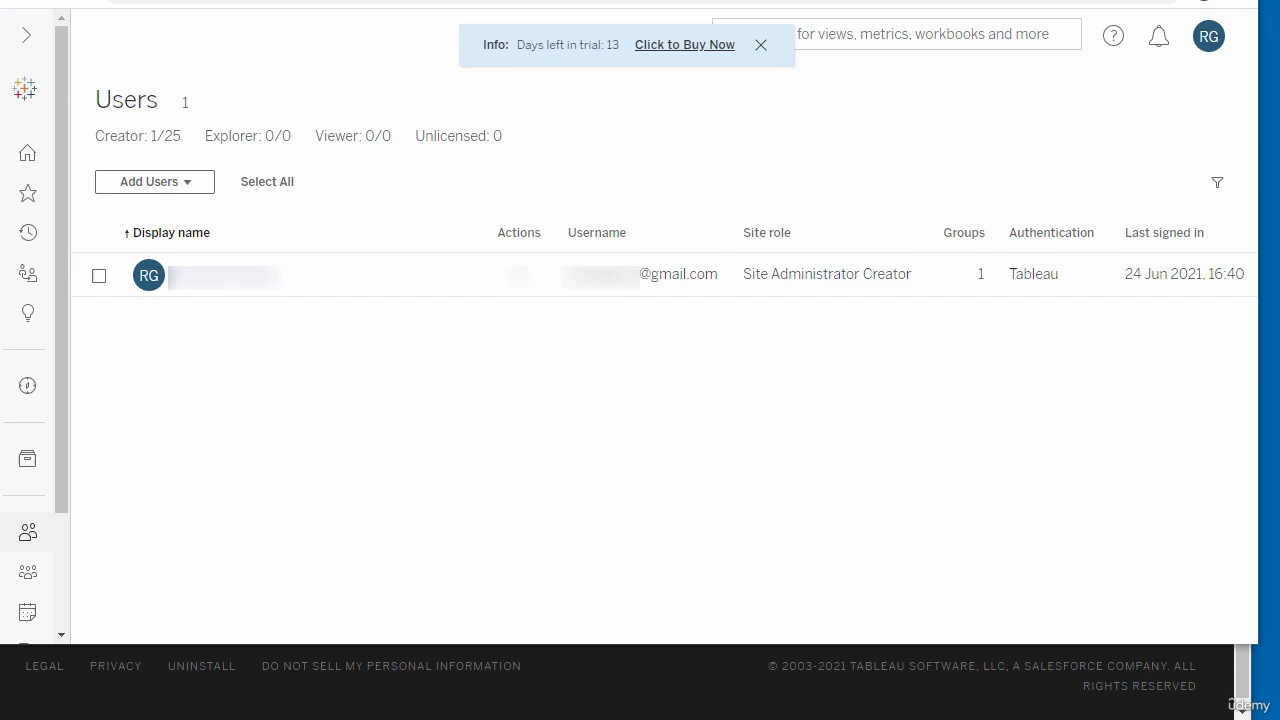 Info: Days left in trial: 13 Click to Buy Now
for views, metrics, workbooks and more
RG
Users 1
Creator: 1/25 Explorer: 0/0 Viewer: 0/0 Unlicensed: 0
Add Users Select All
Display name Actions Username Site role Groups Authentication Last signed in
RG @gmail.com Site Administrator Creator 1 Tableau 24 Jun 2021, 16:40
LEGAL PRIVACY UNINSTALL DO NOT SELL MY PERSONAL INFORMATION
© 2003-2021 TABLEAU SOFTWARE, LLC, A SALESFORCE COMPANY. ALL
RIGHTS RESERVED
udemy